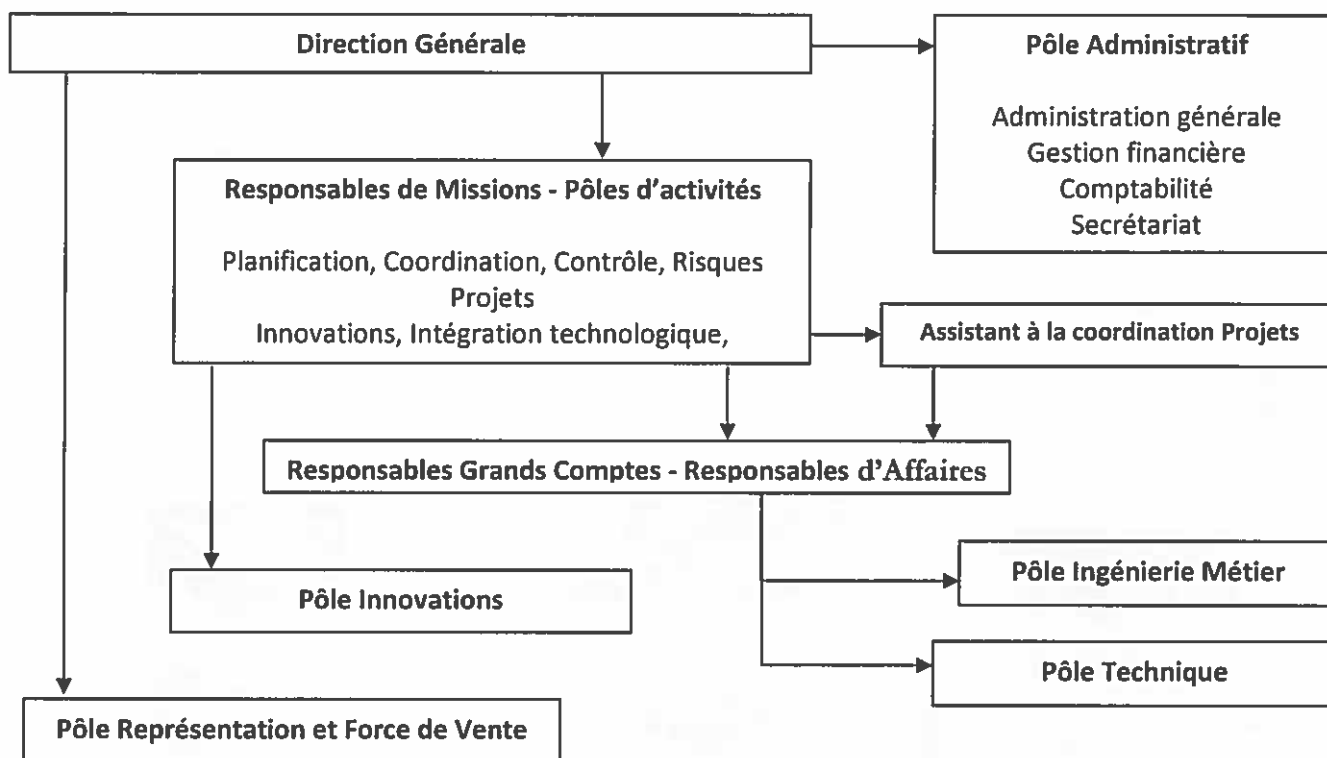 Direction Générale
Pôle Administratif
Administration générale
Gestion financière
Comptabilité
Secrétariat
Responsables de Missions - Pôles d'activités
Planification, Coordination, Contrôle, Risques
Projets
Innovations, Intégration technologique,
Assistant à la coordination Projets
Responsables Grands Comptes - Responsables d'Affaires
Pôle Ingénierie Métier
Pôle Innovations
Pôle Technique
Pôle Représentation et Force de Vente